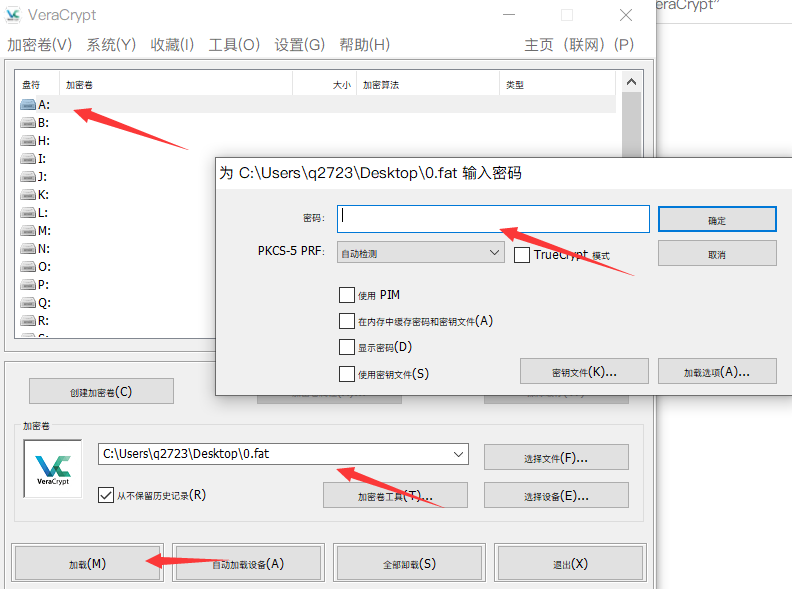 VeraCrypt
eraCrypt"
加密卷(V) 系统(Y) 收藏(I) 工具(O) 设置(G) 帮助(H) 主页（联网）(P)
盘符 加密卷 大小 加密算法 类型
A:
B:
H:
I:
J:
K:
L:
M:
N:
O:
P:
Q:
R:
为 C:\Users\q2723\Desktop\0.fat 输入密码
密码:
确定
PKCS-5 PRF: 自动检测 TrueCrypt 模式 取消
使用 PIM
在内存中缓存密码和密钥文件(A)
显示密码(D)
使用密钥文件(S) 密钥文件(K)... 加载选项(A)...
创建加密卷(C)
加密卷
VeraCrypt
C:\Users\q2723\Desktop\0.fat 选择文件(F)...
从不保留历史记录(R) 加密卷工具(T)... 选择设备(E)...
加载(M) 自动加载设备(A) 全部卸载(S) 退出(X)